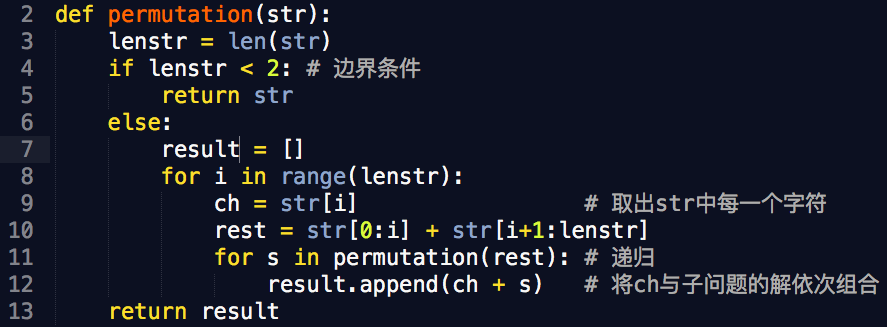 2 def permutation(str):
3     lenstr = len(str)
4     if lenstr < 2: # 边界条件
5         return str
6     else:
7         result = []
8         for i in range(lenstr):
9             ch = str[i]                 # 取出str中每一个字符
10             rest = str[0:i] + str[i+1:lenstr]
11             for s in permutation(rest): # 递归
12                 result.append(ch + s)   # 将ch与子问题的解依次组合
13     return result